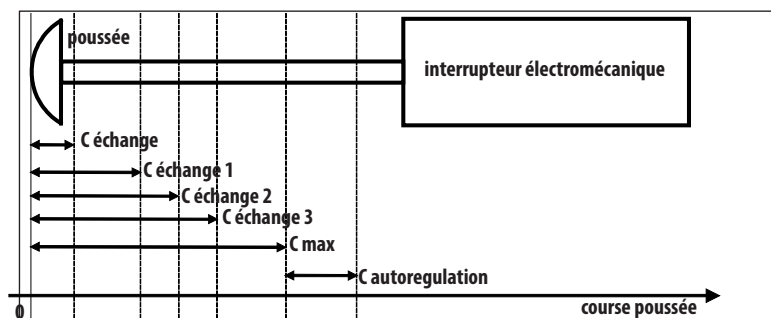 poussée
interrupteur électromécanique
C échange
C échange 1
C échange 2
C échange 3
C max
C autoregulation
0
course poussée